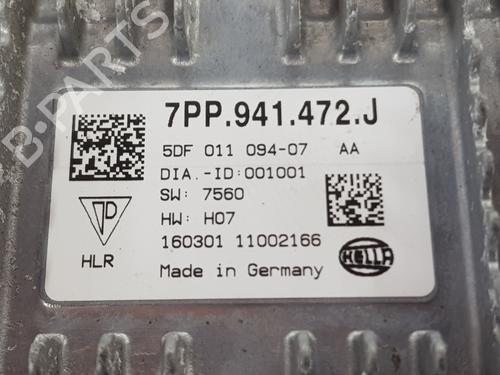 7PP.941.472.J
5DF 011 094-07 AA
DIA.-ID:001001
SW: 7560
HW: H07
160301 11002166
HLR
Made in Germany
HELLA
B-PARTS